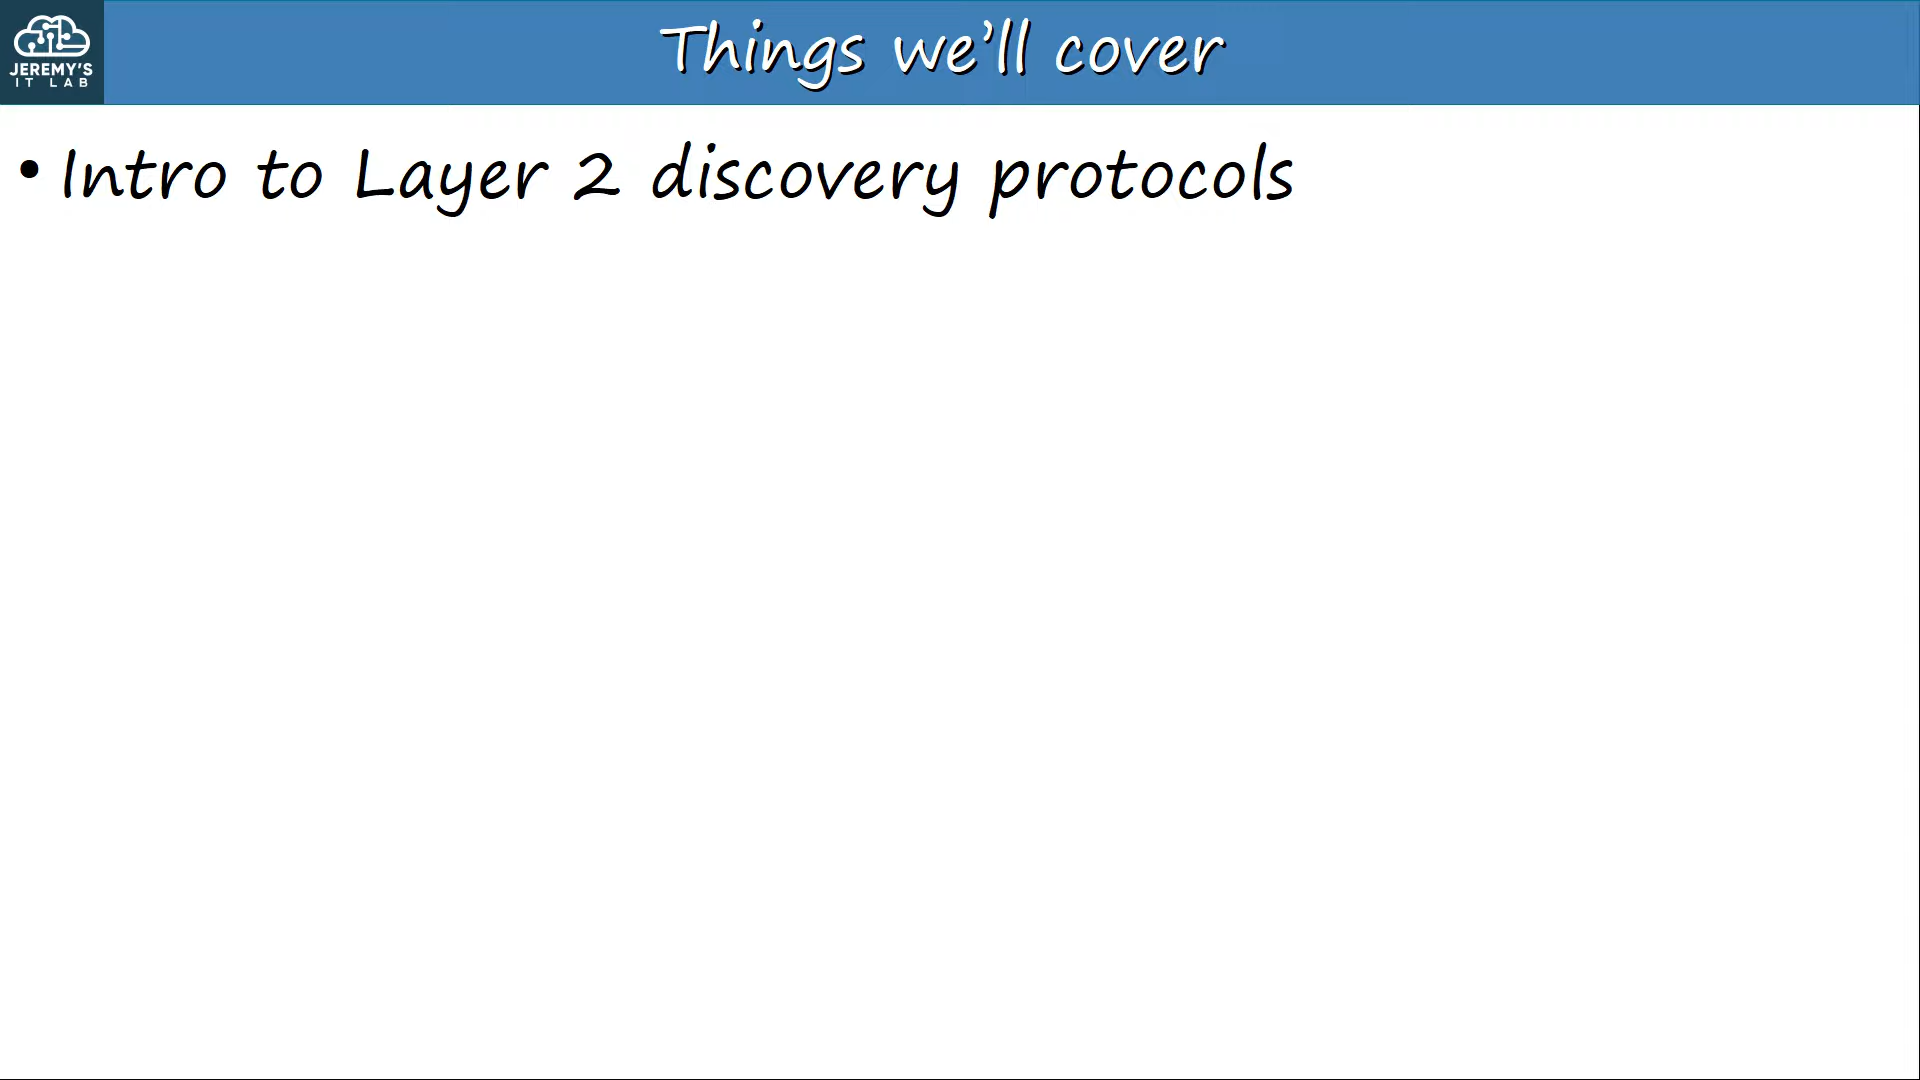 JEREMY'S
IT LAB
Things we'll cover
• Intro to Layer 2 discovery protocols